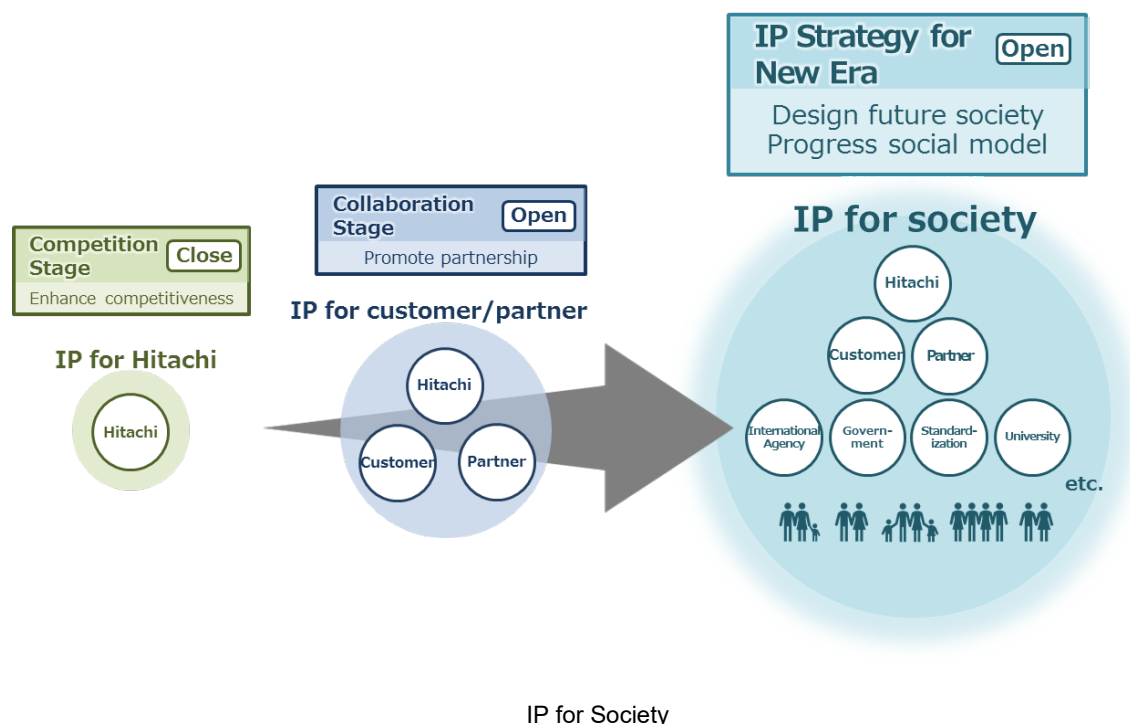 IP Strategy for
New Era
Open
Design future society
Progress social model
Collaboration
Stage
Open
Promote partnership
Competition
Stage
Close
Enhance competitiveness
IP for society
IP for customer/partner
IP for Hitachi
Hitachi
Hitachi
Customer
Partner
Hitachi
Customer
Partner
International
Agency
Govern-
ment
Standard-
ization
University
etc.
IP for Society